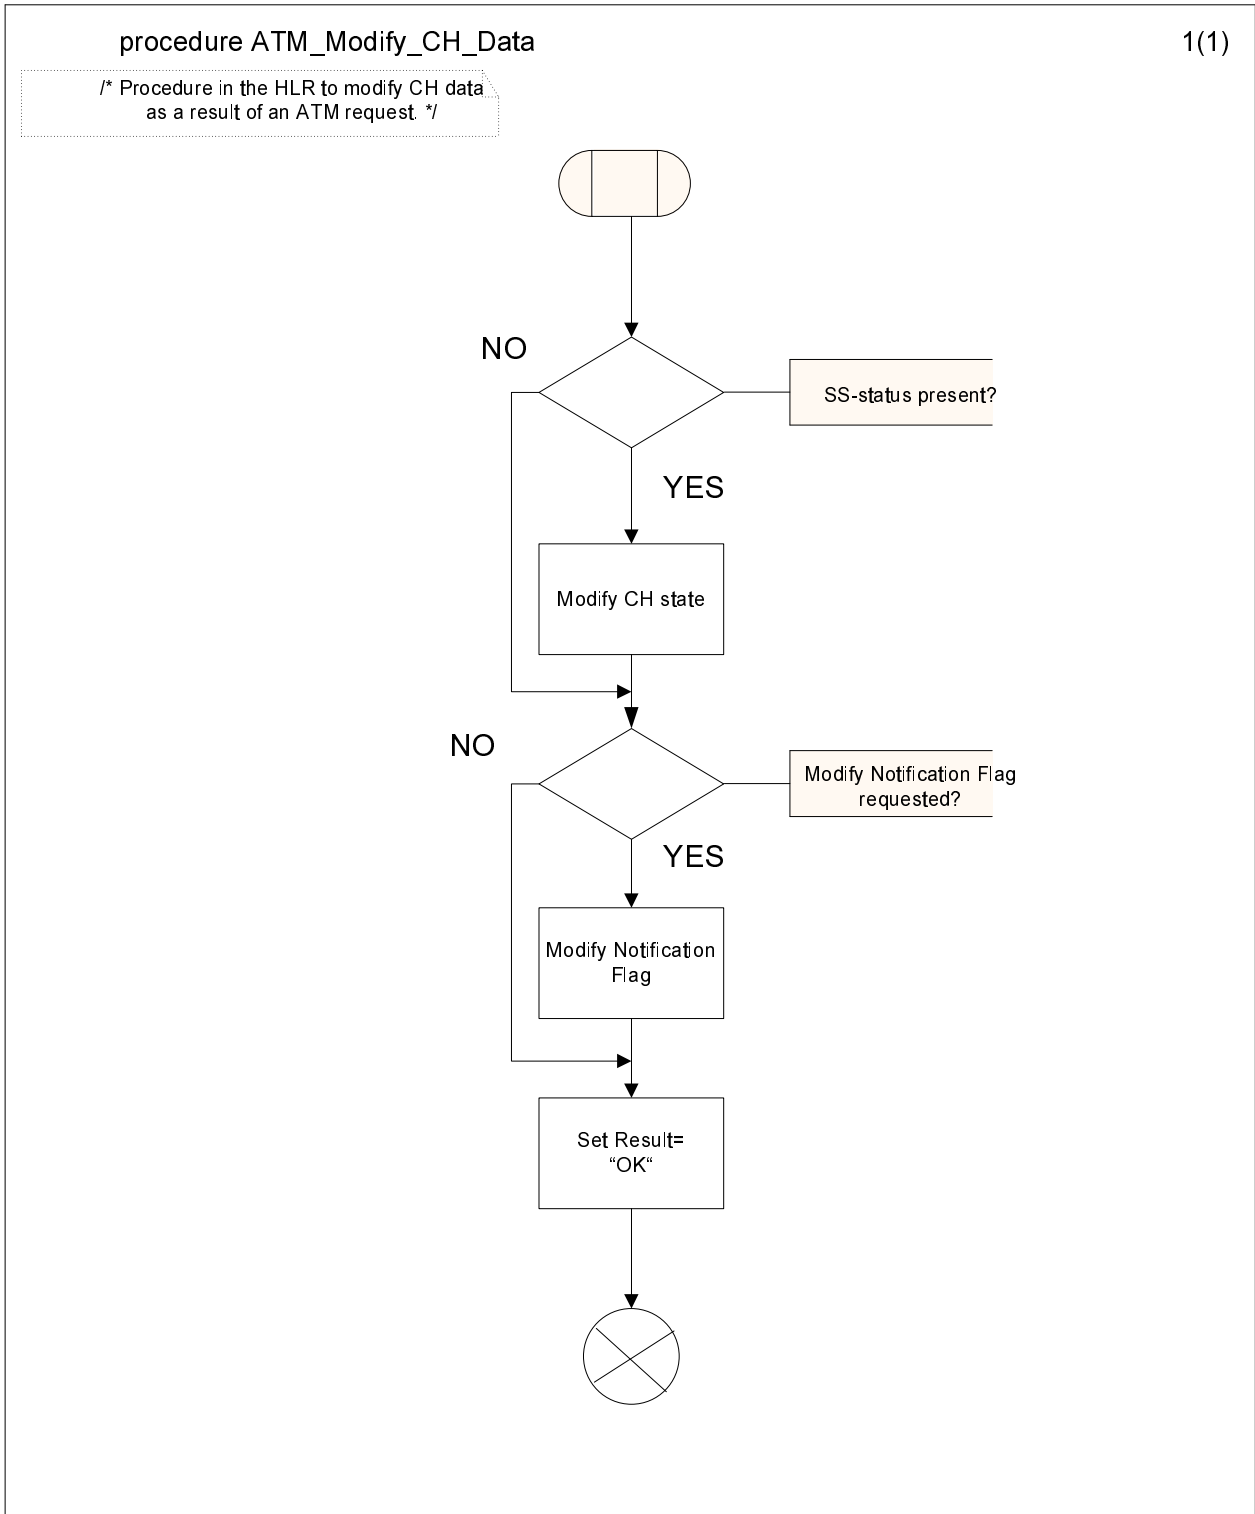 procedure ATM_Modify_CH_Data
1(1)
/* Procedure in the HLR to modify CH data
as a result of an ATM request. */
NO
SS-status present?
YES
Modify CH state
NO
Modify Notification Flag
requested?
YES
Modify Notification
Flag
Set Result=
“OK“